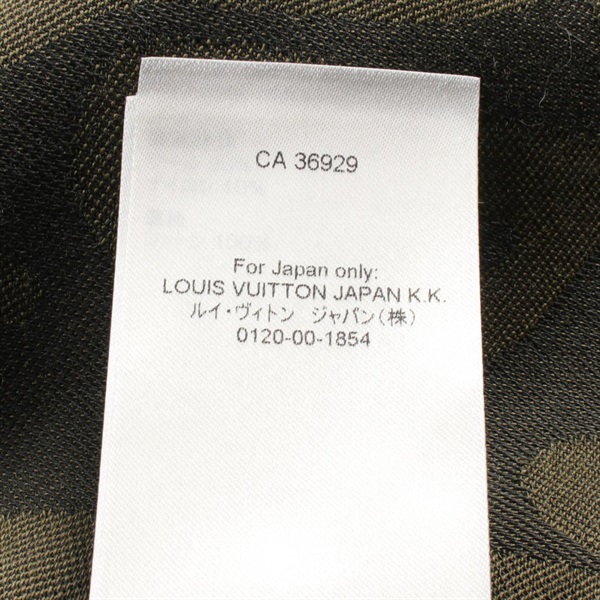 CA 36929
For Japan only:
LOUIS VUITTON JAPAN K.K.
ルイ・ヴィトン ジャパン(株)
0120-00-1854